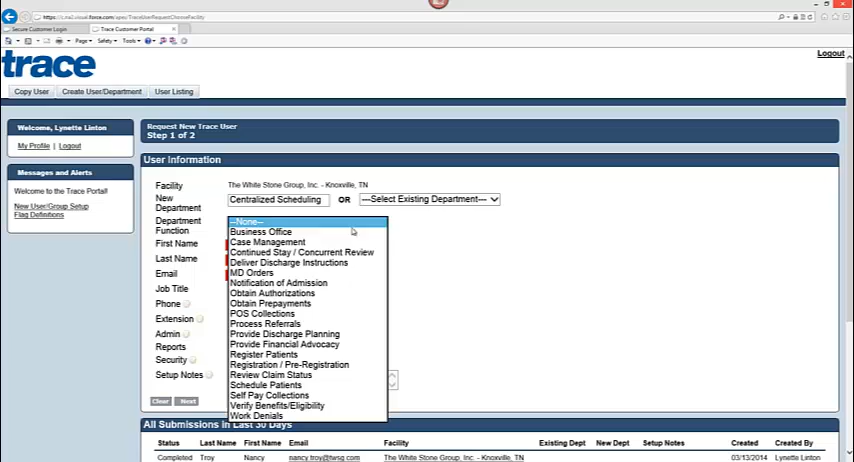 https://c.na2.visual.force.com/apex/TraceUserRequestChooseFacility
Secure Customer Login
Trace Customer Portal
Page
Safety
Tools
trace
Logout
Copy User
Create User/Department
User Listing
Welcome, Lynette Linton
My Profile | Logout
Messages and Alerts
Welcome to the Trace Portal!
New User/Group Setup
Flag Definitions
Request New Trace User
Step 1 of 2
User Information
Facility The White Stone Group, Inc. - Knoxville, TN
New Department Centralized Scheduling OR ---Select Existing Department---
Department Function
--None--
Business Office
Case Management
Continued Stay / Concurrent Review
Deliver Discharge Instructions
MD Orders
Notification of Admission
Obtain Authorizations
Obtain Prepayments
POS Collections
Process Referrals
Provide Discharge Planning
Provide Financial Advocacy
Register Patients
Registration / Pre-Registration
Review Claim Status
Schedule Patients
Self Pay Collections
Verify Benefits/Eligibility
Work Denials
First Name
Last Name
Email
Job Title
Phone
Extension
Admin
Reports
Security
Setup Notes
Clear
Next
All Submissions in Last 30 Days
Status Last Name First Name Email Facility Existing Dept New Dept Setup Notes Created Created By
Completed Troy Nancy nancy.troy@twsg.com The White Stone Group, Inc. - Knoxville, TN 03/13/2014 Lynette Linton